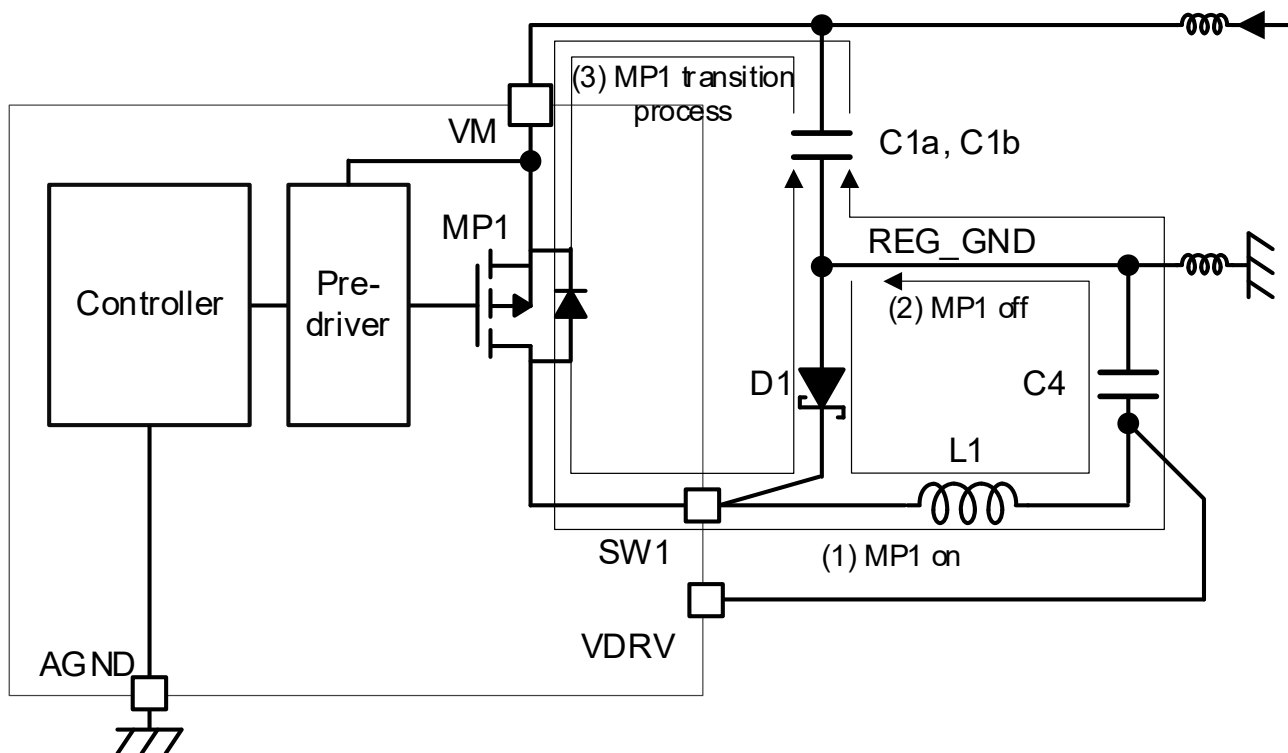 (3) MP1 transition
process
VM
C1a, C1b
MP1
REG_GND
Controller
Pre-
driver
(2) MP1 off
D1
C4
L1
SW1
(1) MP1 on
VDRV
AGND